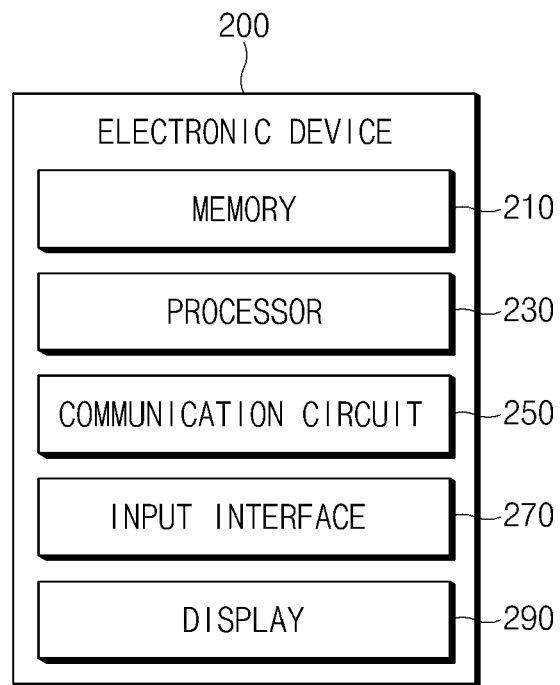 200
ELECTRONIC DEVICE
MEMORY 210
PROCESSOR 230
COMMUNICATION CIRCUIT 250
INPUT INTERFACE 270
DISPLAY 290